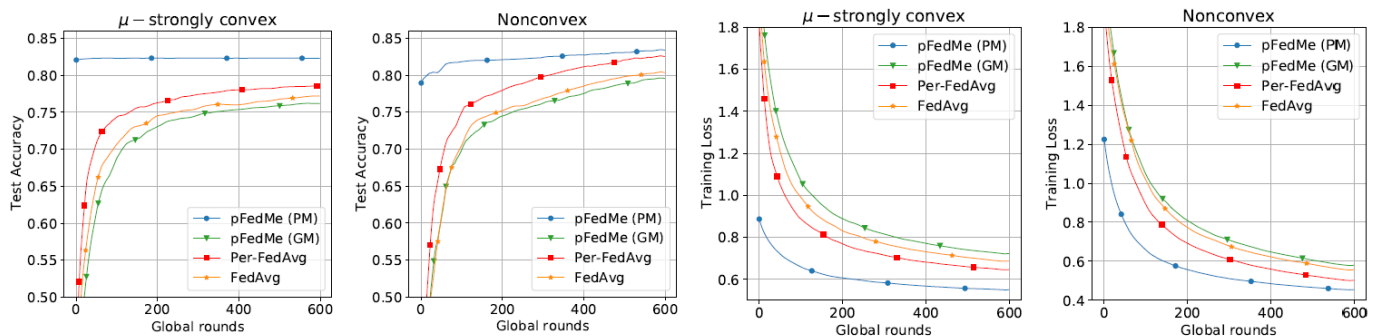 μ − strongly convex
0.85
0.80
0.75
0.70
0.65
0.60
0.55
0.50
Test Accuracy
pFedMe (PM)
pFedMe (GM)
Per-FedAvg
FedAvg
0 200 400 600
Global rounds
Nonconvex
0.85
0.80
0.75
0.70
0.65
0.60
0.55
0.50
Test Accuracy
pFedMe (PM)
pFedMe (GM)
Per-FedAvg
FedAvg
0 200 400 600
Global rounds
μ − strongly convex
1.8
1.6
1.4
1.2
1.0
0.8
0.6
Training Loss
pFedMe (PM)
pFedMe (GM)
Per-FedAvg
FedAvg
0 200 400 600
Global rounds
Nonconvex
1.8
1.6
1.4
1.2
1.0
0.8
0.6
0.4
Training Loss
pFedMe (PM)
pFedMe (GM)
Per-FedAvg
FedAvg
0 200 400 600
Global rounds